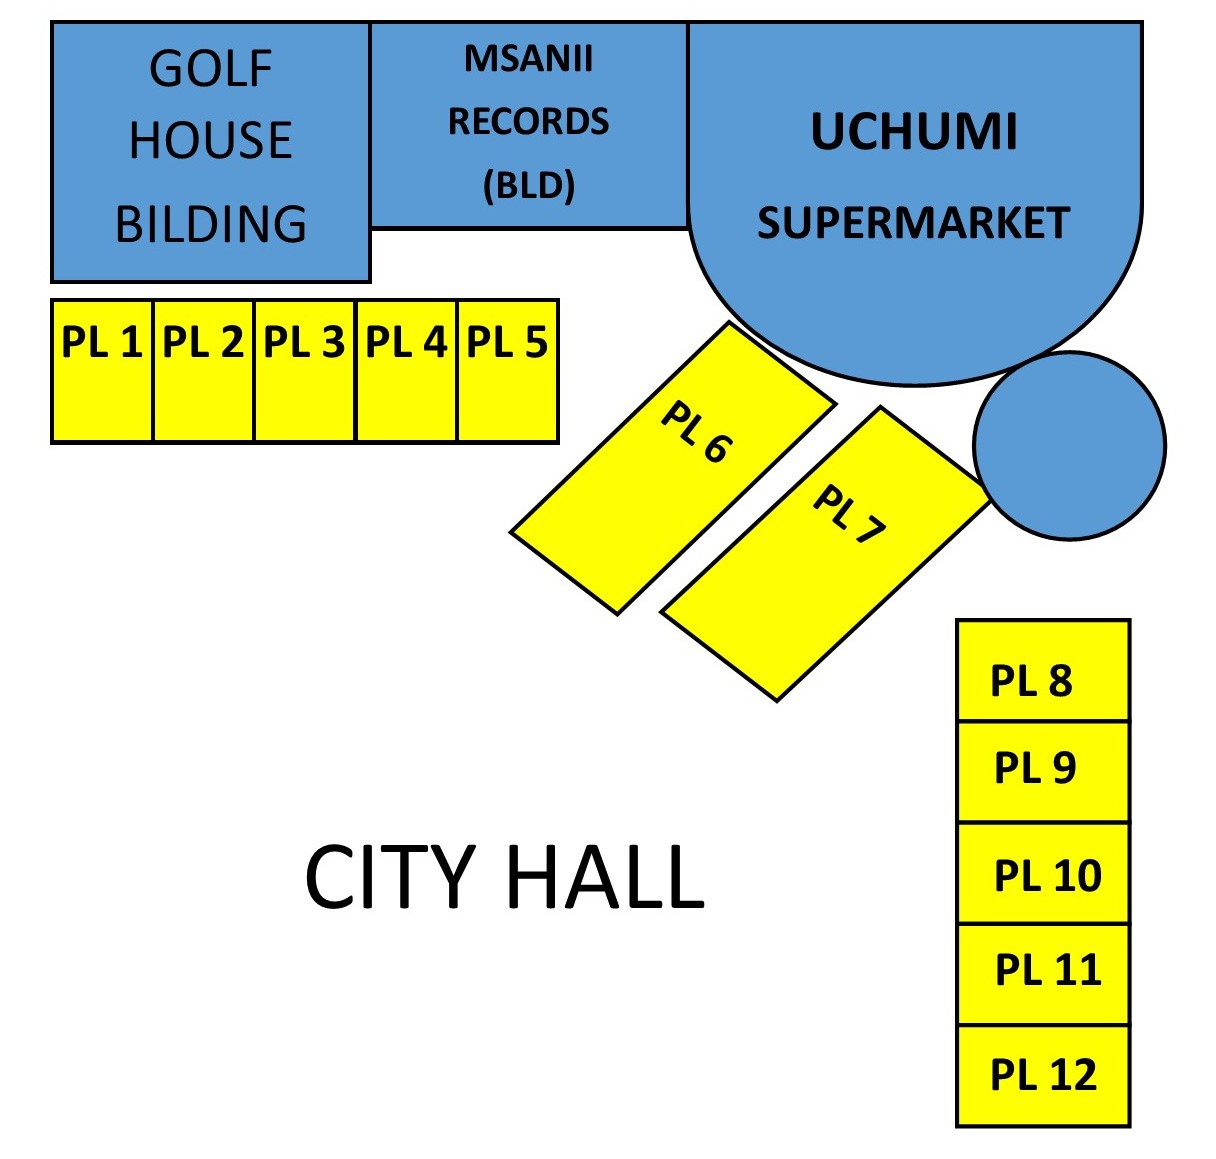 GOLF
HOUSE
BILDING
MSANII
RECORDS
(BLD)
UCHUMI
SUPERMARKET
PL 1
PL 2
PL 3
PL 4
PL 5
PL 6
PL 7
PL 8
PL 9
PL 10
PL 11
PL 12
CITY HALL